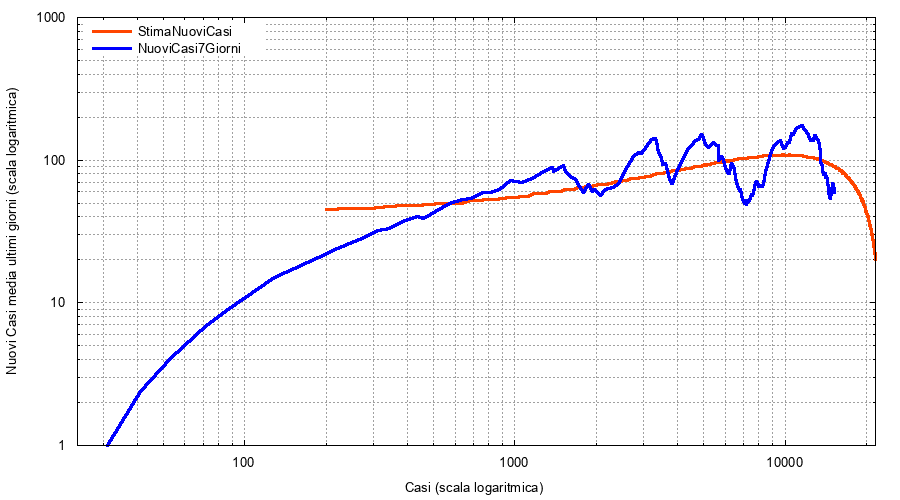 1000
100
10
1
StimaNuoviCasi
NuoviCasi7Giorni
Nuovi Casi media ultimi giorni (scala logaritmica)
100
1000
10000
Casi (scala logaritmica)